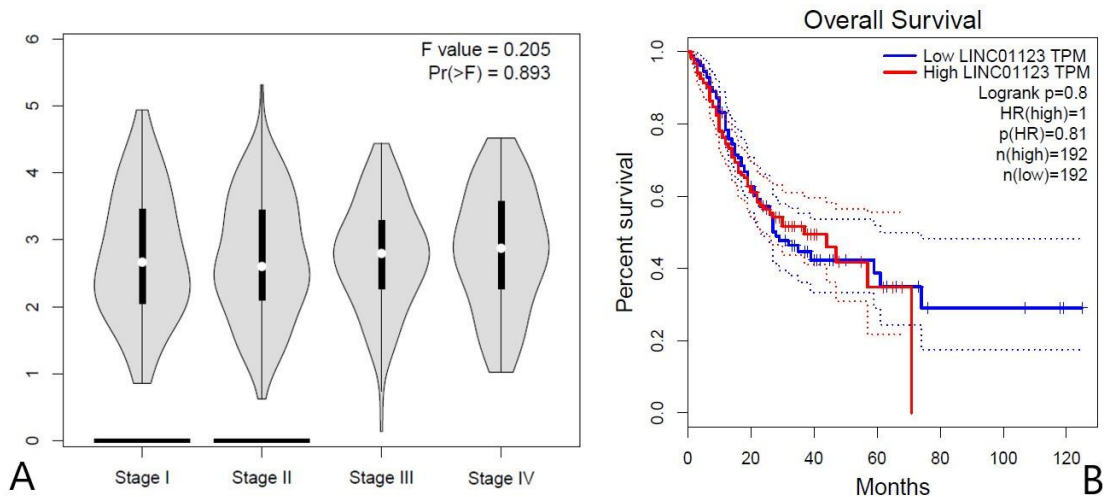 6
5
4
3
2
1
0
F value = 0.205
Pr(>F) = 0.893
Stage I
Stage II
Stage III
Stage IV
A
Overall Survival
Percent survival
1.0
0.8
0.6
0.4
0.2
0.0
Low LINC01123 TPM
High LINC01123 TPM
Logrank p=0.8
HR(high)=1
p(HR)=0.81
n(high)=192
n(low)=192
0 20 40 60 80 100 120
Months
B